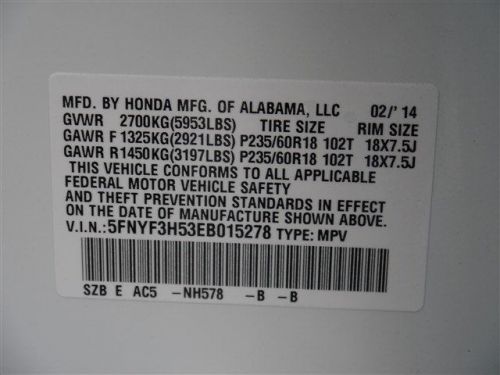 MFD. BY HONDA MFG. OF ALABAMA, LLC 02/' 14
GVWR 2700KG(5953LBS) TIRE SIZE RIM SIZE
GAWR F 1325KG(2921LBS) P235/60R18 102T 18X7.5J
GAWR R1450KG(3197LBS) P235/60R18 102T 18X7.5J
THIS VEHICLE CONFORMS TO ALL APPLICABLE
FEDERAL MOTOR VEHICLE SAFETY
AND THEFT PREVENTION STANDARDS IN EFFECT
ON DATE OF MANUFACTURE SHOWN ABOVE.
V.I.N.: 5FNYF3H53EB015278 TYPE: MPV
SZB E AC5 -NH578 -B -B